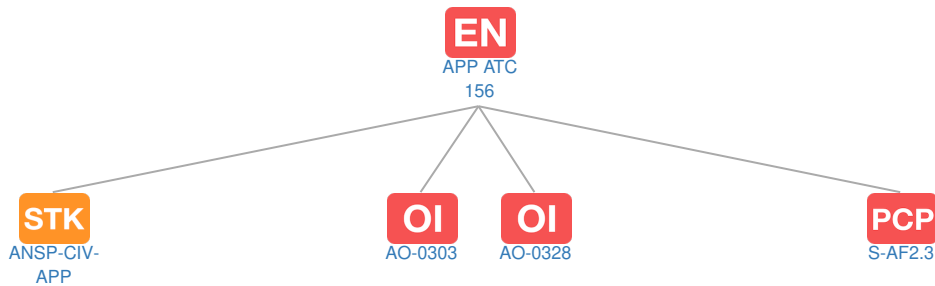 EN
APP ATC
156
STK
OI
OI
PCP
ANSP-CIV-
APP
AO-0303
AO-0328
S-AF2.3